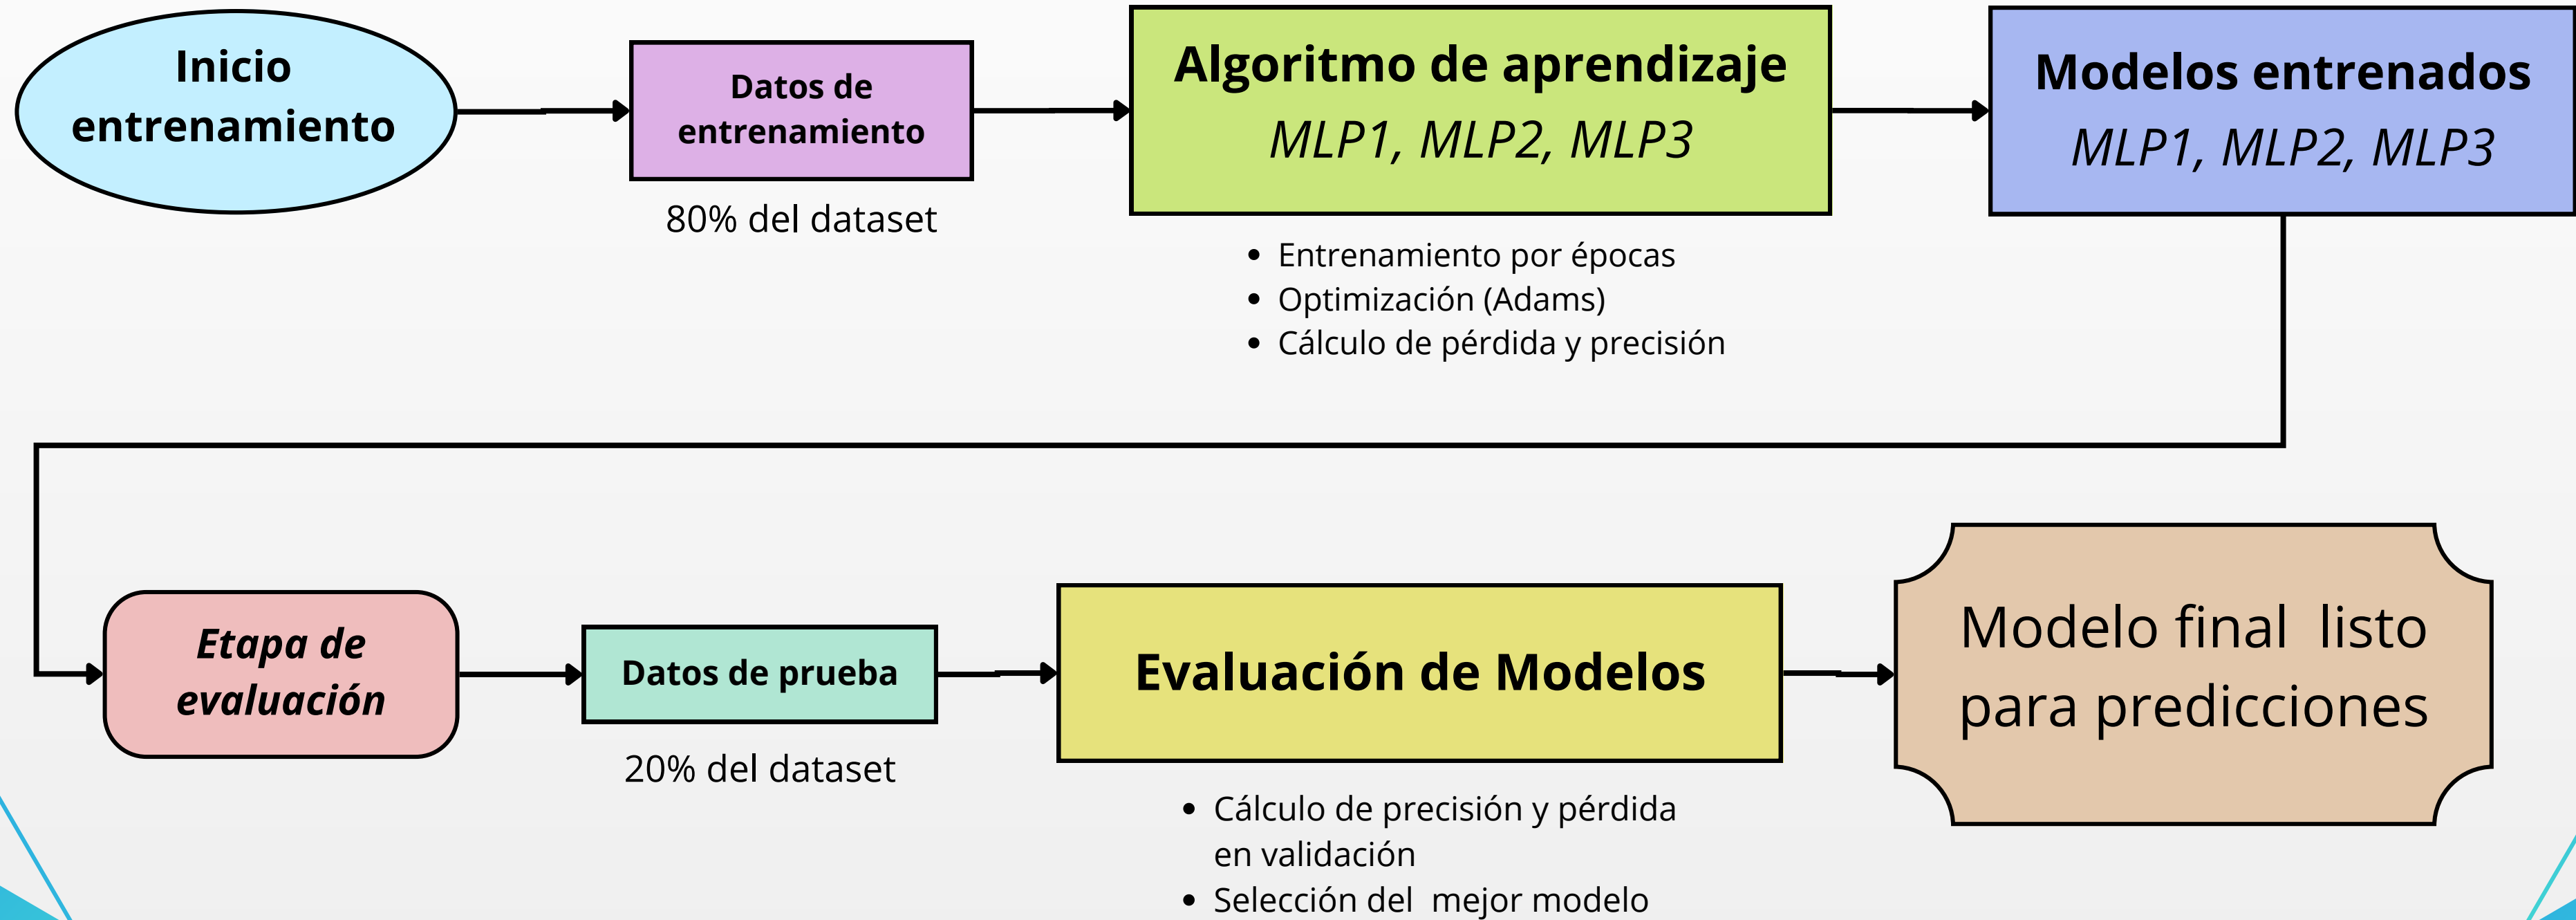 Inicio
entrenamiento
Datos de
entrenamiento
80% del dataset
Algoritmo de aprendizaje
MLP1, MLP2, MLP3
• Entrenamiento por épocas
• Optimización (Adams)
• Cálculo de pérdida y precisión
Modelos entrenados
MLP1, MLP2, MLP3
Etapa de
evaluación
Datos de prueba
20% del dataset
Evaluación de Modelos
• Cálculo de precisión y pérdida
en validación
• Selección del  mejor modelo
Modelo final  listo
para predicciones